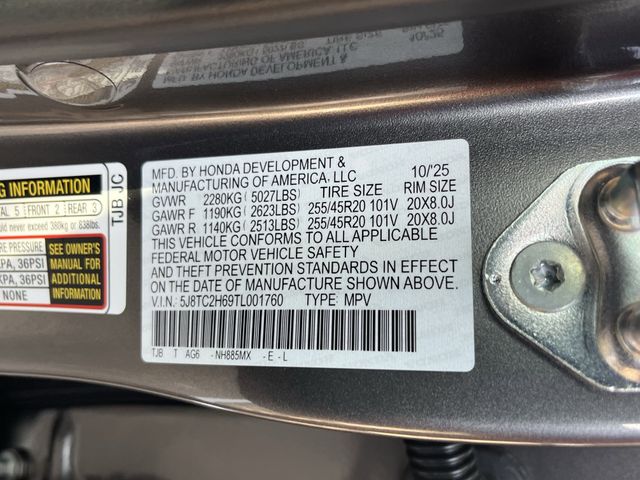 MFD. BY HONDA DEVELOPMENT &
MANUFACTURING OF AMERICA, LLC 10/'25
GVWR 2280KG ( 5027LBS) TIRE SIZE RIM SIZE
GAWR F 1190KG ( 2623LBS) 255/45R20 101V 20X8.0J
GAWR R 1140KG ( 2513LBS) 255/45R20 101V 20X8.0J
THIS VEHICLE CONFORMS TO ALL APPLICABLE
FEDERAL MOTOR VEHICLE SAFETY
AND THEFT PREVENTION STANDARDS IN EFFECT
ON THE DATE OF MANUFACTURE SHOWN ABOVE.
V.I.N.: 5J8TC2H69TL001760 TYPE: MPV
TJB T AG6 - NH885MX - E - L
INFORMATION
5 FRONT 2 REAR 3
never exceed 380kg or 838lbs.
PRESSURE
KPA, 36PSI
KPA, 36PSI
NONE
SEE OWNER'S
MANUAL FOR
ADDITIONAL
INFORMATION
TJB JC